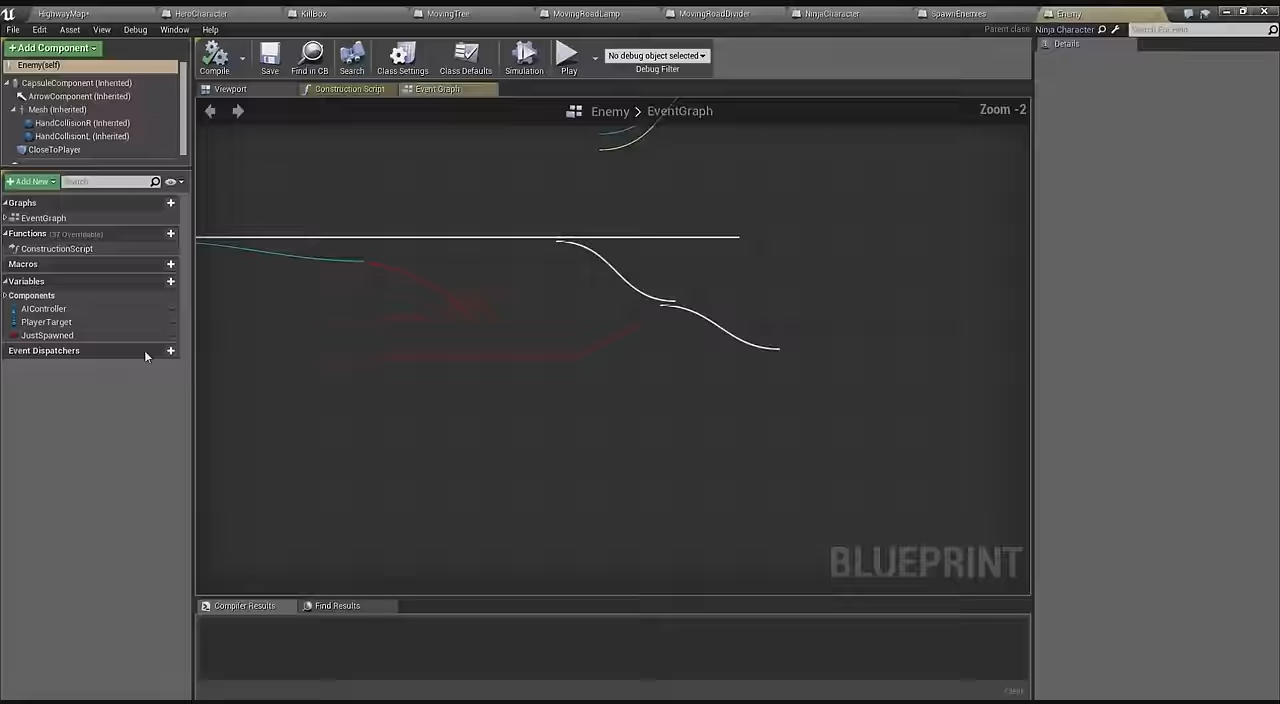 HighwayMap*
HeroCharacter
KillBox
MovingTree
MovingRoadLamp
MovingRoadDivider
NinjaCharacter
SpawnEnemies
Enemy
File Edit Asset View Debug Window Help
Parent class Ninja Character
+Add Component
Enemy(self)
CapsuleComponent (Inherited)
ArrowComponent (Inherited)
Mesh (Inherited)
HandCollisionR (Inherited)
HandCollisionL (Inherited)
CloseToPlayer
Compile
Save
Find in CB
Search
Class Settings
Class Defaults
Simulation
Play
No debug object selected
Debug Filter
Details
Viewport
Construction Script
Event Graph
Enemy > EventGraph
Zoom -2
+Add New
Search
Graphs
EventGraph
Functions (37 Overridable)
ConstructionScript
Macros
Variables
Components
AIController
PlayerTarget
JustSpawned
Event Dispatchers
BLUEPRINT
Compiler Results
Find Results
Clear